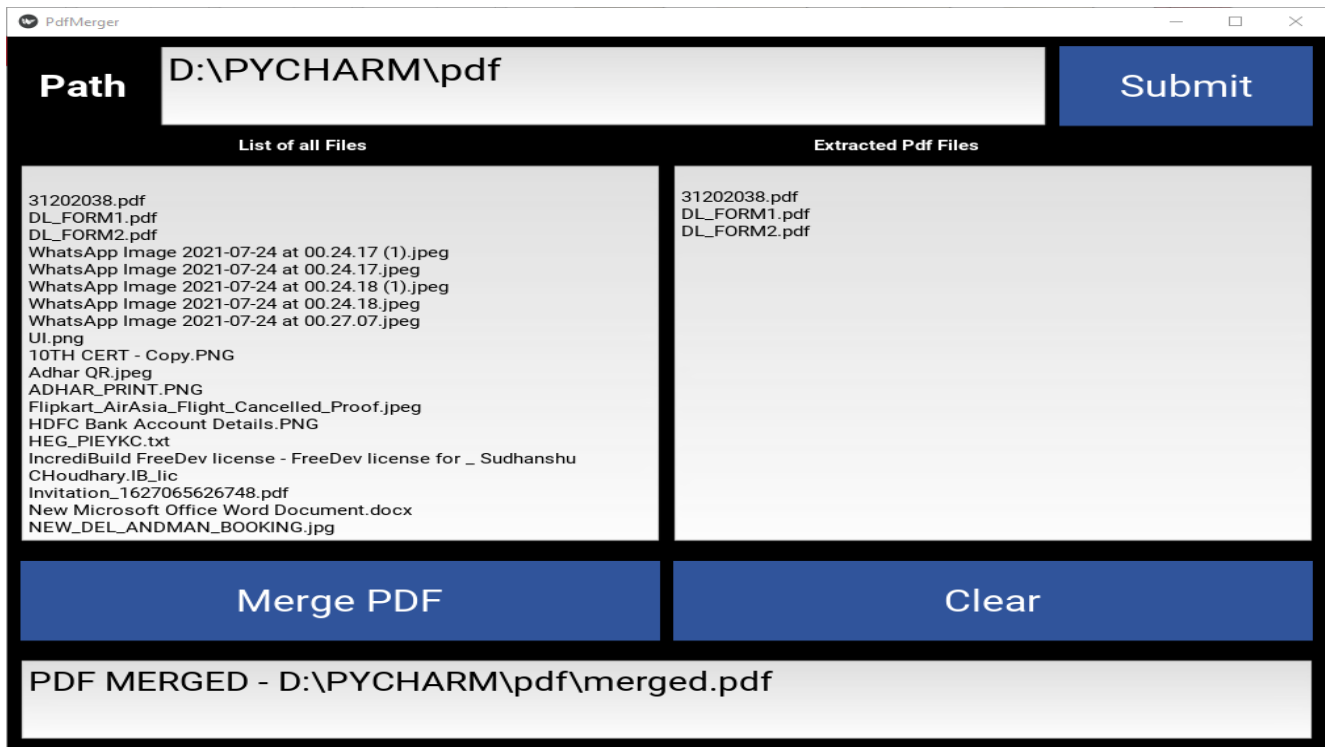 PdfMerger
Path
D:\PYCHARM\pdf
Submit
List of all Files
31202038.pdf
DL_FORM1.pdf
DL_FORM2.pdf
WhatsApp Image 2021-07-24 at 00.24.17 (1).jpeg
WhatsApp Image 2021-07-24 at 00.24.17.jpeg
WhatsApp Image 2021-07-24 at 00.24.18 (1).jpeg
WhatsApp Image 2021-07-24 at 00.24.18.jpeg
WhatsApp Image 2021-07-24 at 00.27.07.jpeg
UI.png
10TH CERT - Copy.PNG
Adhar QR.jpeg
ADHAR_PRINT.PNG
Flipkart_AirAsia_Flight_Cancelled_Proof.jpeg
HDFC Bank Account Details.PNG
HEG_PIEYKC.txt
IncrediBuild FreeDev license - FreeDev license for _ Sudhanshu
CHoudhary.IB_lic
Invitation_1627065626748.pdf
New Microsoft Office Word Document.docx
NEW_DEL_ANDMAN_BOOKING.jpg
Extracted Pdf Files
31202038.pdf
DL_FORM1.pdf
DL_FORM2.pdf
Merge PDF
Clear
PDF MERGED - D:\PYCHARM\pdf\merged.pdf